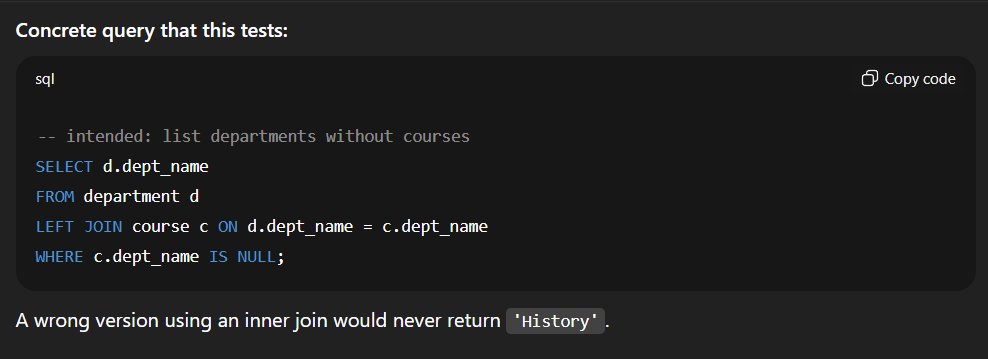 Concrete query that this tests:
sql
Copy code
-- intended: list departments without courses
SELECT d.dept_name
FROM department d
LEFT JOIN course c ON d.dept_name = c.dept_name
WHERE c.dept_name IS NULL;
A wrong version using an inner join would never return 'History'.